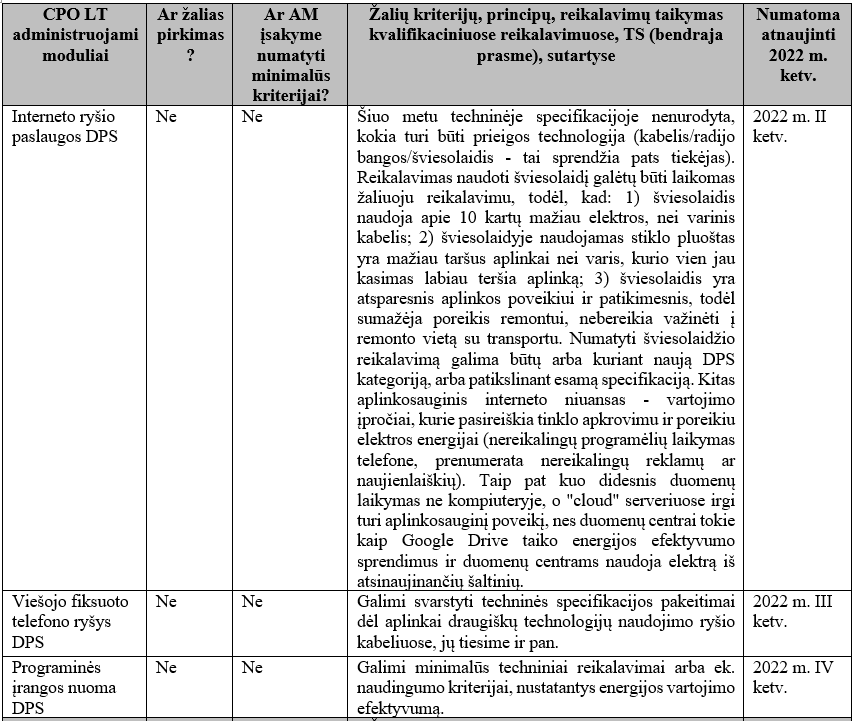 CPO LT
administruojami
moduliai
Ar žalias
pirkimas
?
Ar AM
įsakyme
numatyti
minimalūs
kriterijai?
Žalių kriterijų, principų, reikalavimų taikymas
kvalifikaciniuose reikalavimuose, TS (bendrąja
prasme), sutartyse
Numatoma
atnaujinti
2022 m.
ketv.
Interneto ryšio
paslaugos DPS
Ne
Ne
Šiuo metu techninėje specifikacijoje nenurodyta,
kokia turi būti prieigos technologija (kabelis/radijo
bangos/šviesolaidis - tai sprendžia pats tiekėjas).
Reikalavimas naudoti šviesolaidį galėtų būti laikomas
žaliuoju reikalavimu, todėl, kad: 1) šviesolaidis
naudoja apie 10 kartų mažiau elektros, nei varinis
kabelis; 2) šviesolaidyje naudojamas stiklo pluoštas
yra mažiau taršus aplinkai nei varis, kurio vien jau
kasimas labiau teršia aplinką; 3) šviesolaidis yra
atsparesnis aplinkos poveikiui ir patikimesnis, todėl
sumažėja poreikis remontui, nebereikia važinėti į
remonto vietą su transportu. Numatyti šviesolaidžio
reikalavimą galima būtų arba kuriant naują DPS
kategoriją, arba patikslinant esamą specifikaciją. Kitas
aplinkosauginis interneto niuansas - vartojimo
įpročiai, kurie pasireiškia tinklo apkrovimu ir poreikiu
elektros energijai (nereikalingų programėlių laikymas
telefone, prenumerata nereikalingų reklamų ar
naujienlaiškių). Taip pat kuo didesnis duomenų
laikymas ne kompiuteryje, o "cloud" serveriuose irgi
turi aplinkosauginį poveikį, nes duomenų centrai tokie
kaip Google Drive taiko energijos efektyvumo
sprendimus ir duomenų centrams naudoja elektrą iš
atsinaujinančių šaltinių.
2022 m. II
ketv.
Viešojo fiksuoto
telefono ryšys
DPS
Ne
Ne
Galimi svarstyti techninės specifikacijos pakeitimai
dėl aplinkai draugiškų technologijų naudojimo ryšio
kabeliuose, jų tiesime ir pan.
2022 m. III
ketv.
Programinės
įrangos nuoma
DPS
Ne
Ne
Galimi minimalūs techniniai reikalavimai arba ek.
naudingumo kriterijai, nustatantys energijos vartojimo
efektyvumą.
2022 m. IV
ketv.